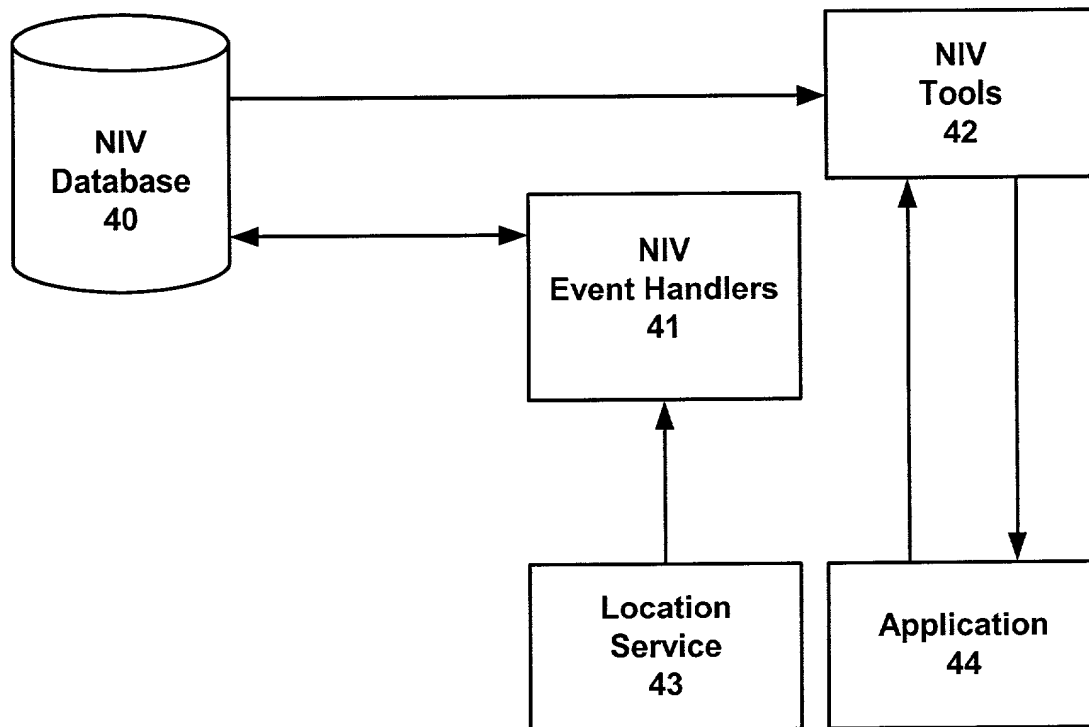 NIV
Database
40
NIV
Tools
42
NIV
Event Handlers
41
Location
Service
43
Application
44